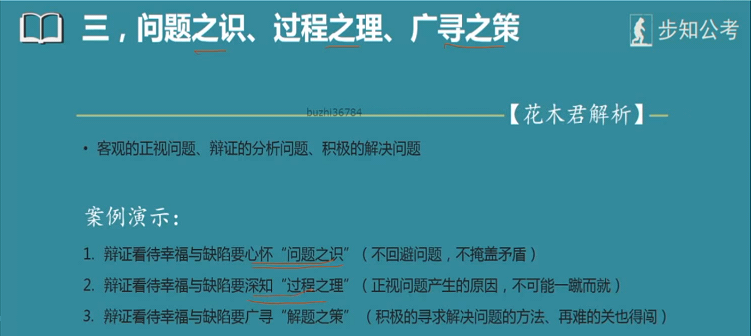 三，问题之识、过程之理、广寻之策
步知公考
buzhi36784
【花木君解析】
• 客观的正视问题、辩证的分析问题、积极的解决问题
案例演示：
1. 辩证看待幸福与缺陷要心怀“问题之识”（不回避问题，不掩盖矛盾）
2. 辩证看待幸福与缺陷要深知“过程之理”（正视问题产生的原因，不可能一蹴而就）
3. 辩证看待幸福与缺陷要广寻“解题之策”（积极的寻求解决问题的方法、再难的关也得闯）